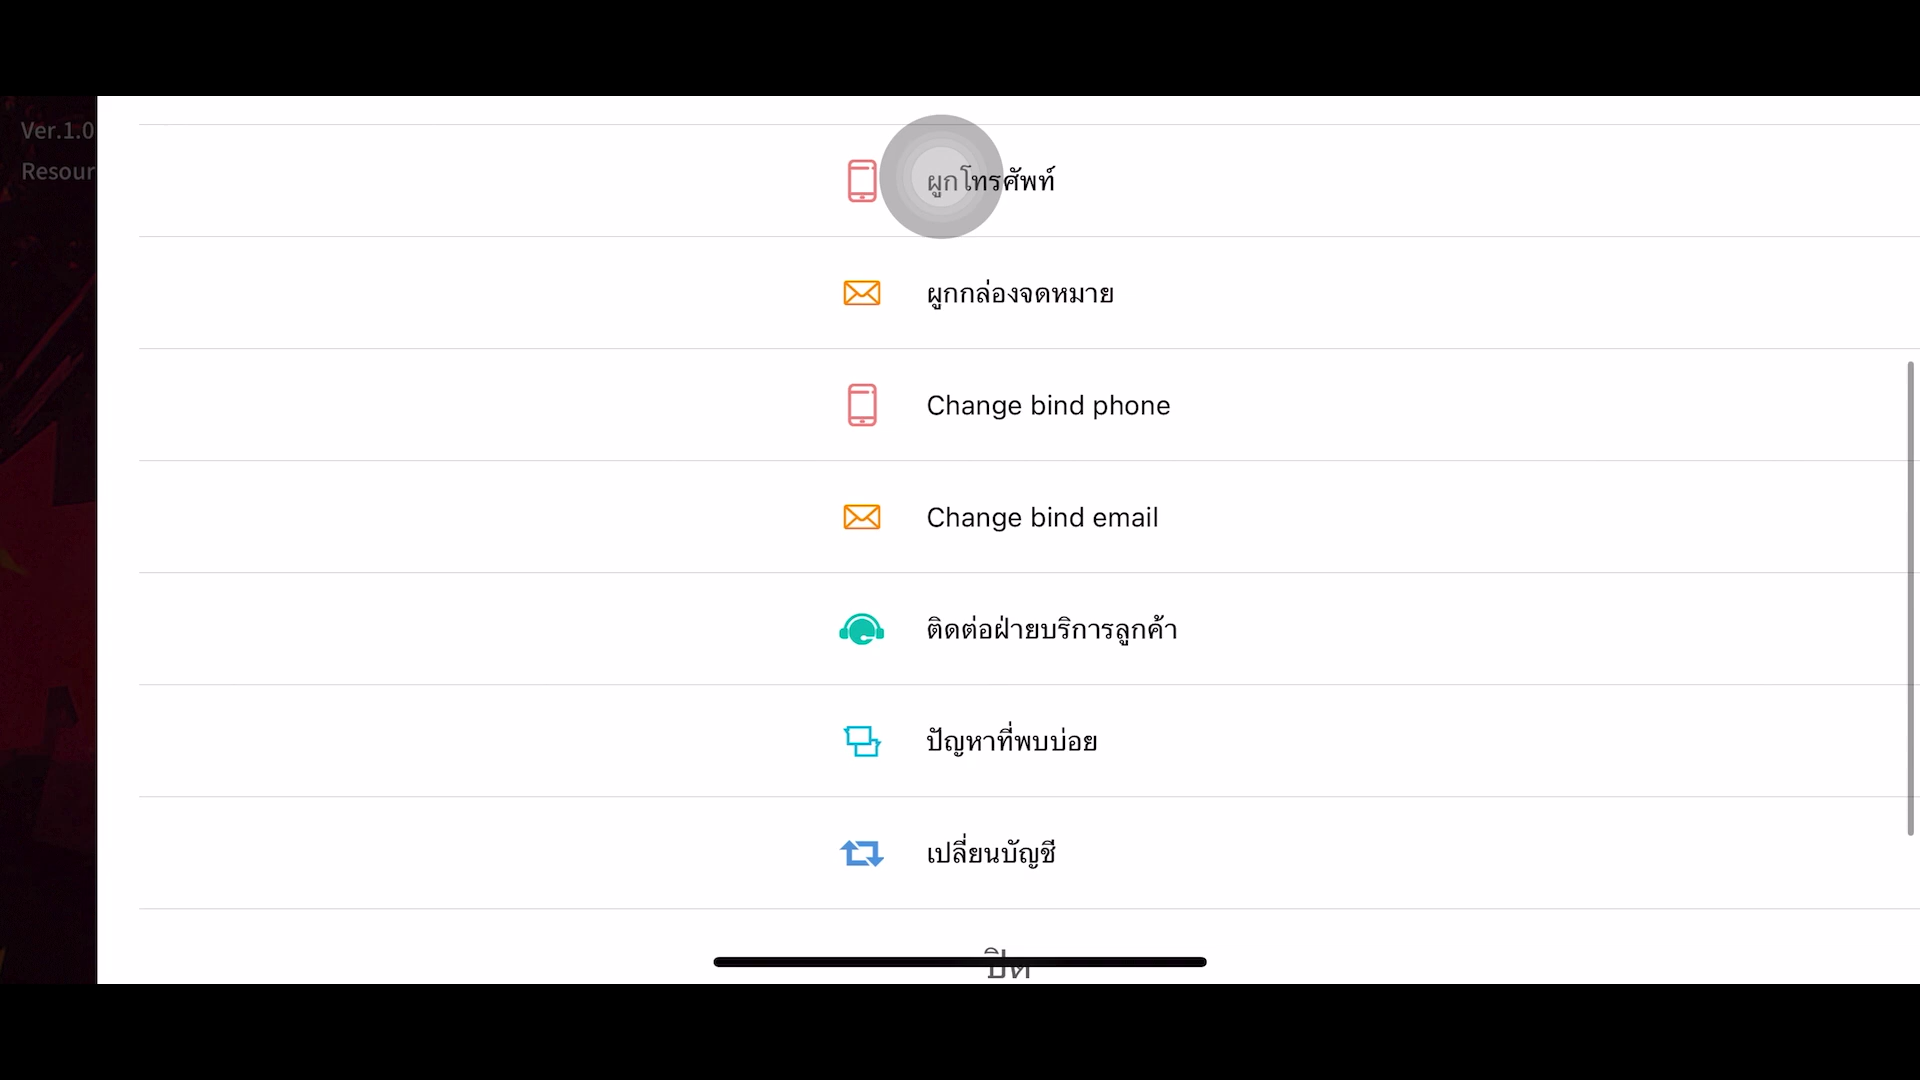 Ver.1.0
Resour
ผูกโทรศัพท์
ผูกกล่องจดหมาย
Change bind phone
Change bind email
ติดต่อฝ่ายบริการลูกค้า
ปัญหาที่พบบ่อย
เปลี่ยนบัญชี
ปิด